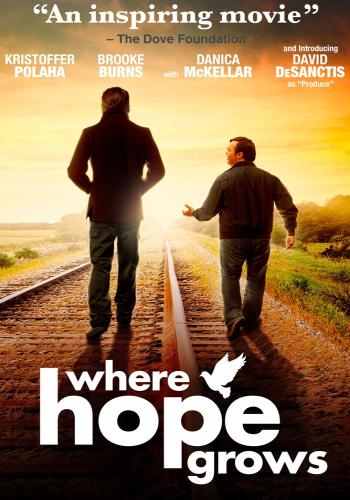 “An inspiring movie”
– The Dove Foundation
KRISTOFFER POLAHA
BROOKE BURNS
with DANICA McKELLAR
and Introducing
DAVID DeSANCTIS
as “Produce”
where
hope
grows